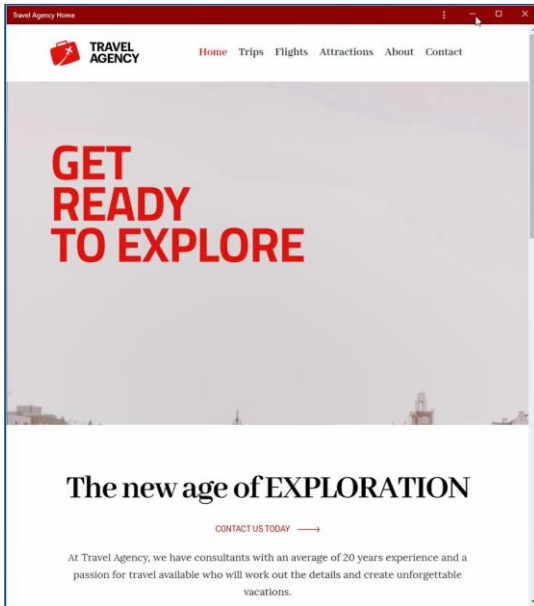 Travel Agency Home
TRAVEL
AGENCY
Home Trips Flights Attractions About Contact
GET
READY
TO EXPLORE
The new age of EXPLORATION
CONTACT US TODAY
At Travel Agency, we have consultants with an average of 20 years experience and a
passion for travel available who will work out the details and create unforgettable
vacations.